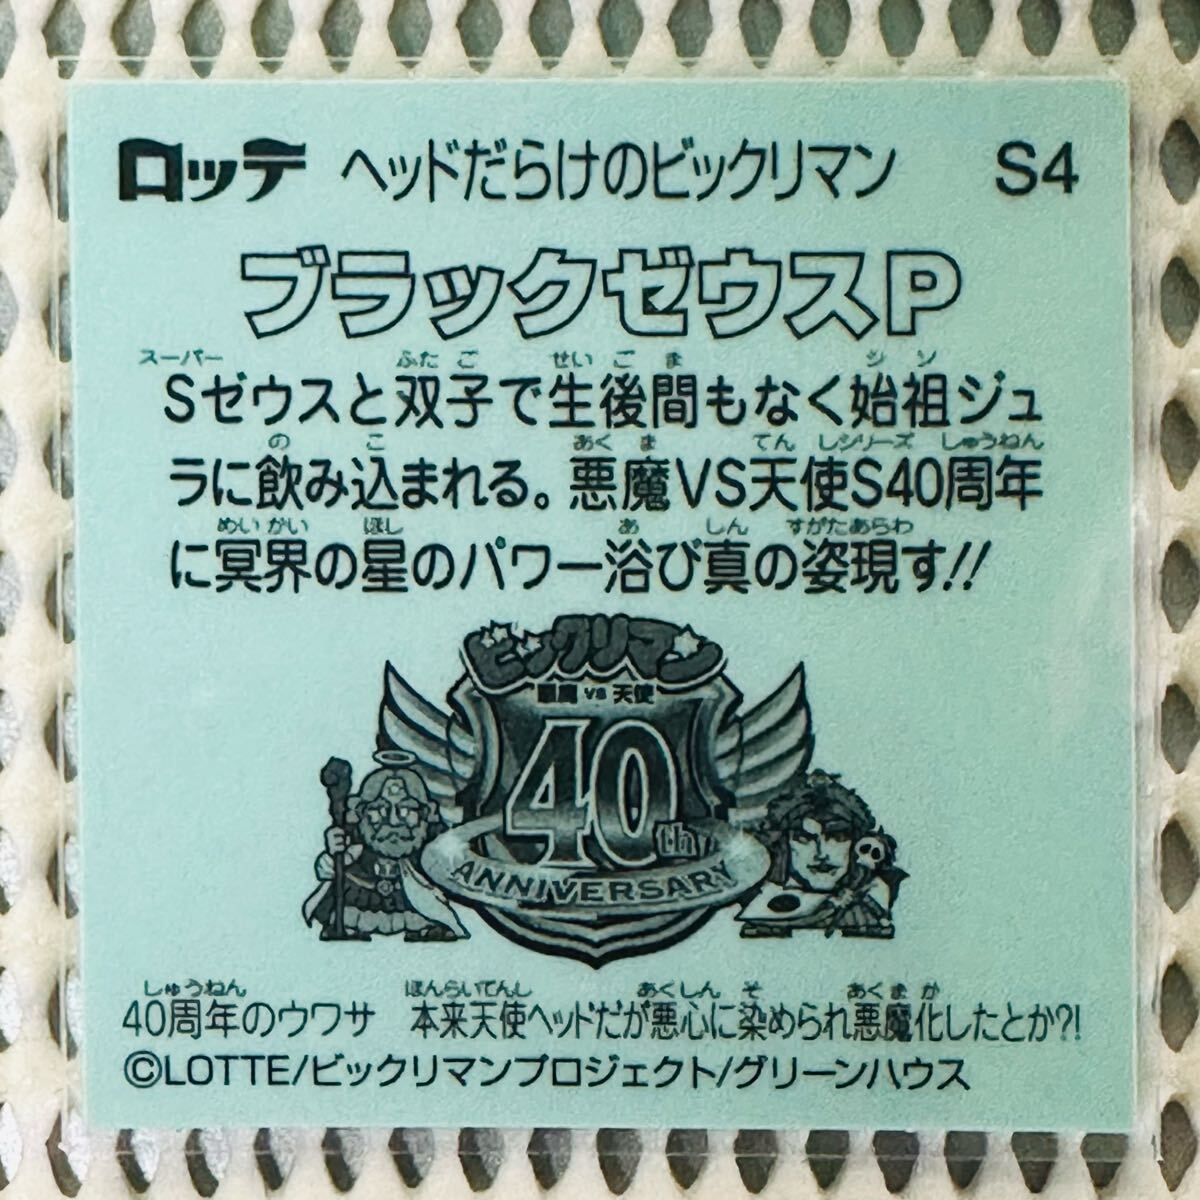 ロッテ ヘッドだらけのビックリマン S4
ブラックゼウスP
スーパー ふたご せいごま シソ
Sゼウスと双子で生後間もなく始祖ジュ
の こ あくま てん しシリーズ しゅうねん
ラに飲み込まれる。悪魔VS天使S40周年
めいかい ほし あ しん すがたあらわ
に冥界の星のパワー浴び真の姿現す!!
ビックリマン
悪魔 VS 天使
40th
ANNIVERSARY
しゅうねん ほんらいてんし あくしん そ あくまか
40周年のウワサ 本来天使ヘッドだが悪心に染められ悪魔化したとか?!
©LOTTE/ビックリマンプロジェクト/グリーンハウス